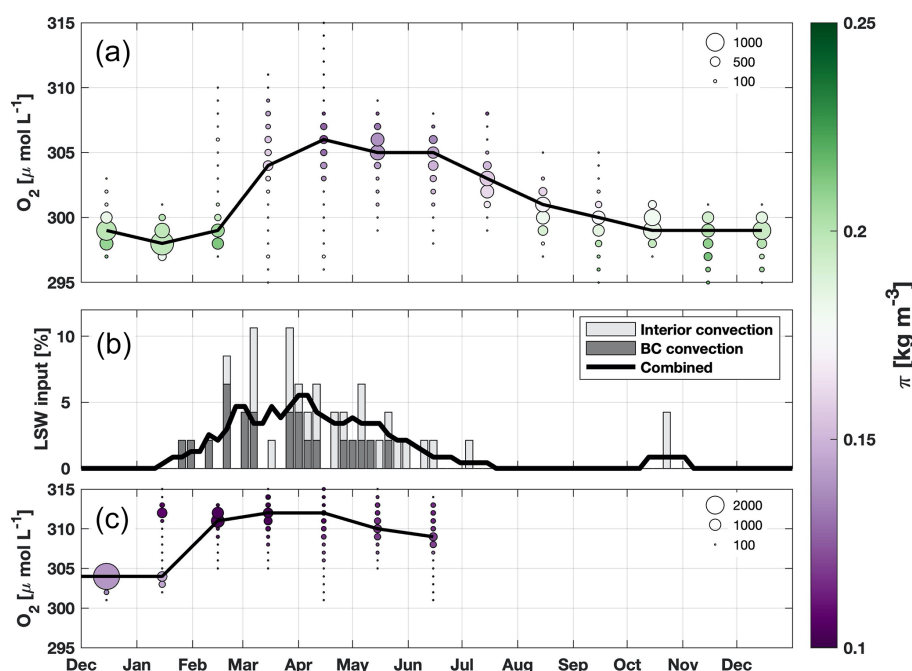 (a)
O2 [μ mol L-1]
315
310
305
300
295
1000
500
100
(b)
LSW input [%]
10
5
0
Interior convection
BC convection
Combined
(c)
O2 [μ mol L-1]
315
310
305
300
295
2000
1000
100
Dec Jan Feb Mar Apr May Jun Jul Aug Sep Oct Nov Dec
0.25
0.2
0.15
0.1
π [kg m-3]